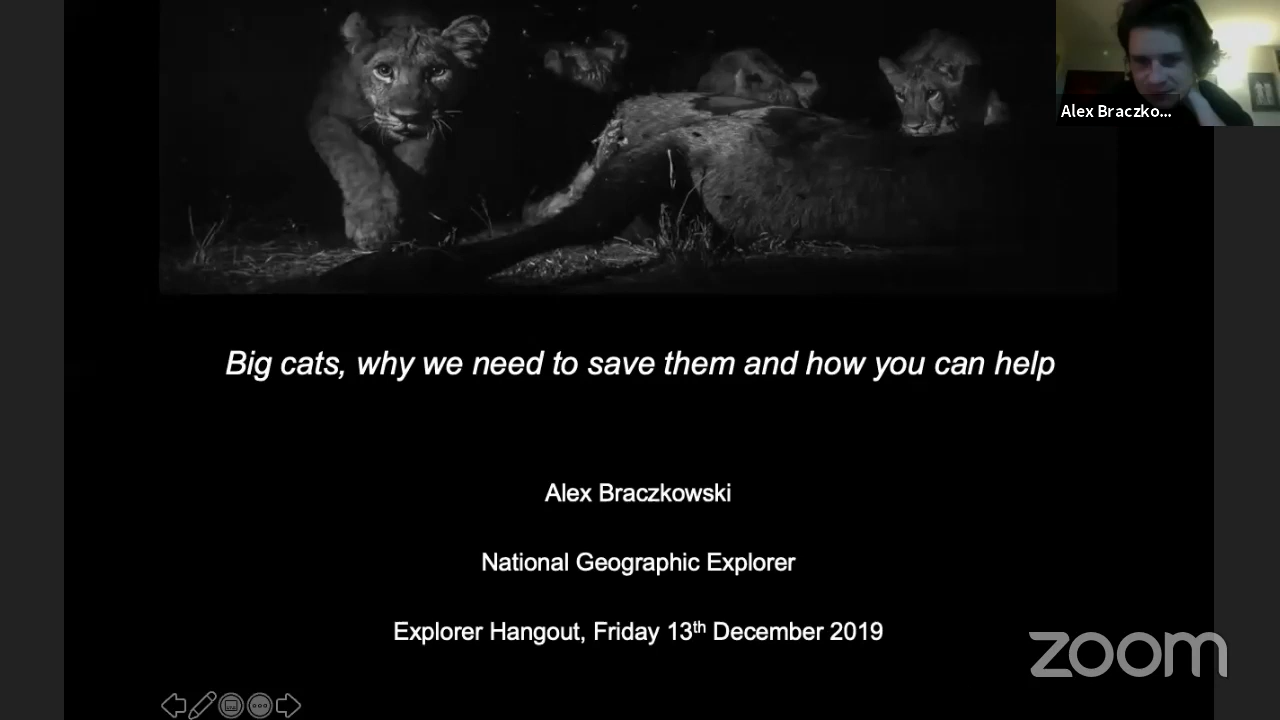 Alex Braczko...
Big cats, why we need to save them and how you can help
Alex Braczkowski
National Geographic Explorer
Explorer Hangout, Friday 13th December 2019
zoom